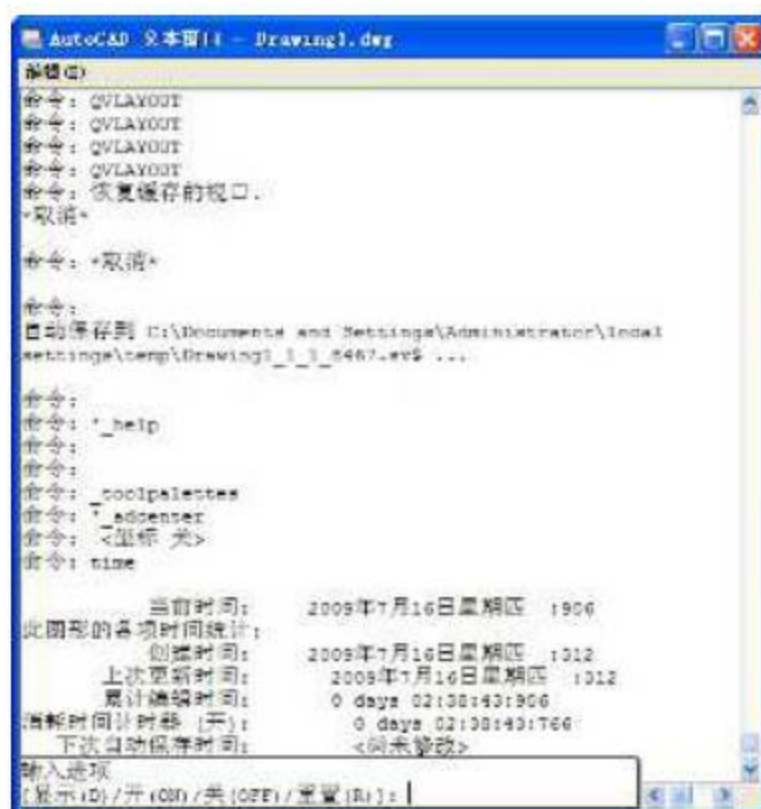 AutoCAD 文本窗口 - Drawing1.dwg
编辑(E)
命令: QVLAYOUT
命令: QVLAYOUT
命令: QVLAYOUT
命令: QVLAYOUT
命令: 恢复缓存的视口.
*取消*
命令: *取消*
命令:
自动保存到 C:\Documents and Settings\Administrator\local
settings\temp\Drawing1_1_1_8467.sv$ ...
命令:
命令: '_help
命令:
命令:
命令: _toolpalettes
命令: '_adcenter
命令: <坐标 关>
命令: time
当前时间: 2009年7月16日星期四 :906
此图形的各项时间统计:
创建时间: 2009年7月16日星期四 :312
上次更新时间: 2009年7月16日星期四 :312
累计编辑时间: 0 days 02:38:43:906
消耗时间计时器 (开): 0 days 02:38:43:766
下次自动保存时间: <尚未修改>
输入选项
[显示(D)/开(ON)/关(OFF)/重置(R)]: